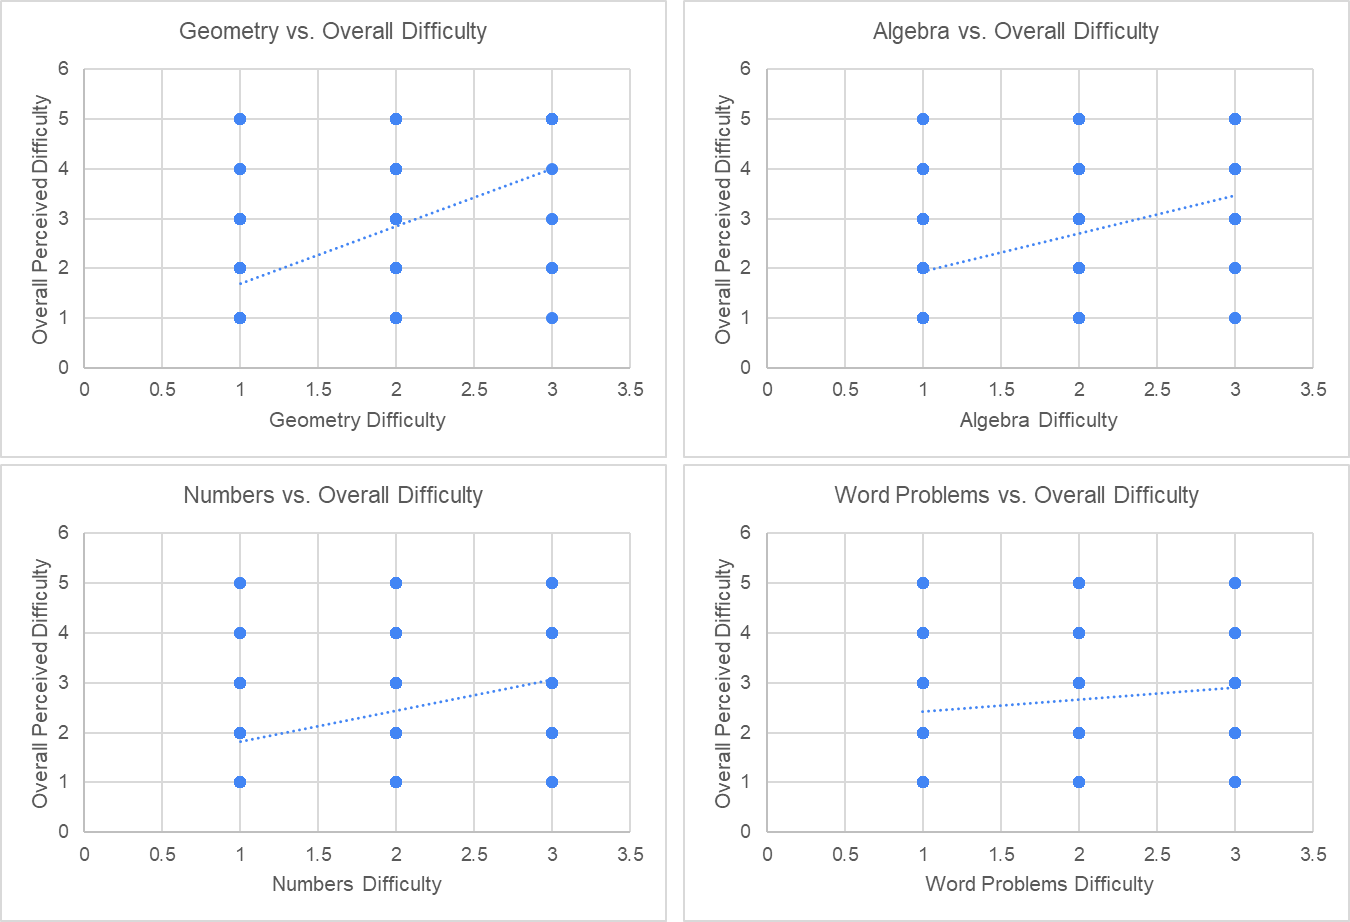 Geometry vs. Overall Difficulty
Overall Perceived Difficulty
6
5
4
3
2
1
0
0 0.5 1 1.5 2 2.5 3 3.5
Geometry Difficulty
Algebra vs. Overall Difficulty
Overall Perceived Difficulty
6
5
4
3
2
1
0
0 0.5 1 1.5 2 2.5 3 3.5
Algebra Difficulty
Numbers vs. Overall Difficulty
Overall Perceived Difficulty
6
5
4
3
2
1
0
0 0.5 1 1.5 2 2.5 3 3.5
Numbers Difficulty
Word Problems vs. Overall Difficulty
Overall Perceived Difficulty
6
5
4
3
2
1
0
0 0.5 1 1.5 2 2.5 3 3.5
Word Problems Difficulty